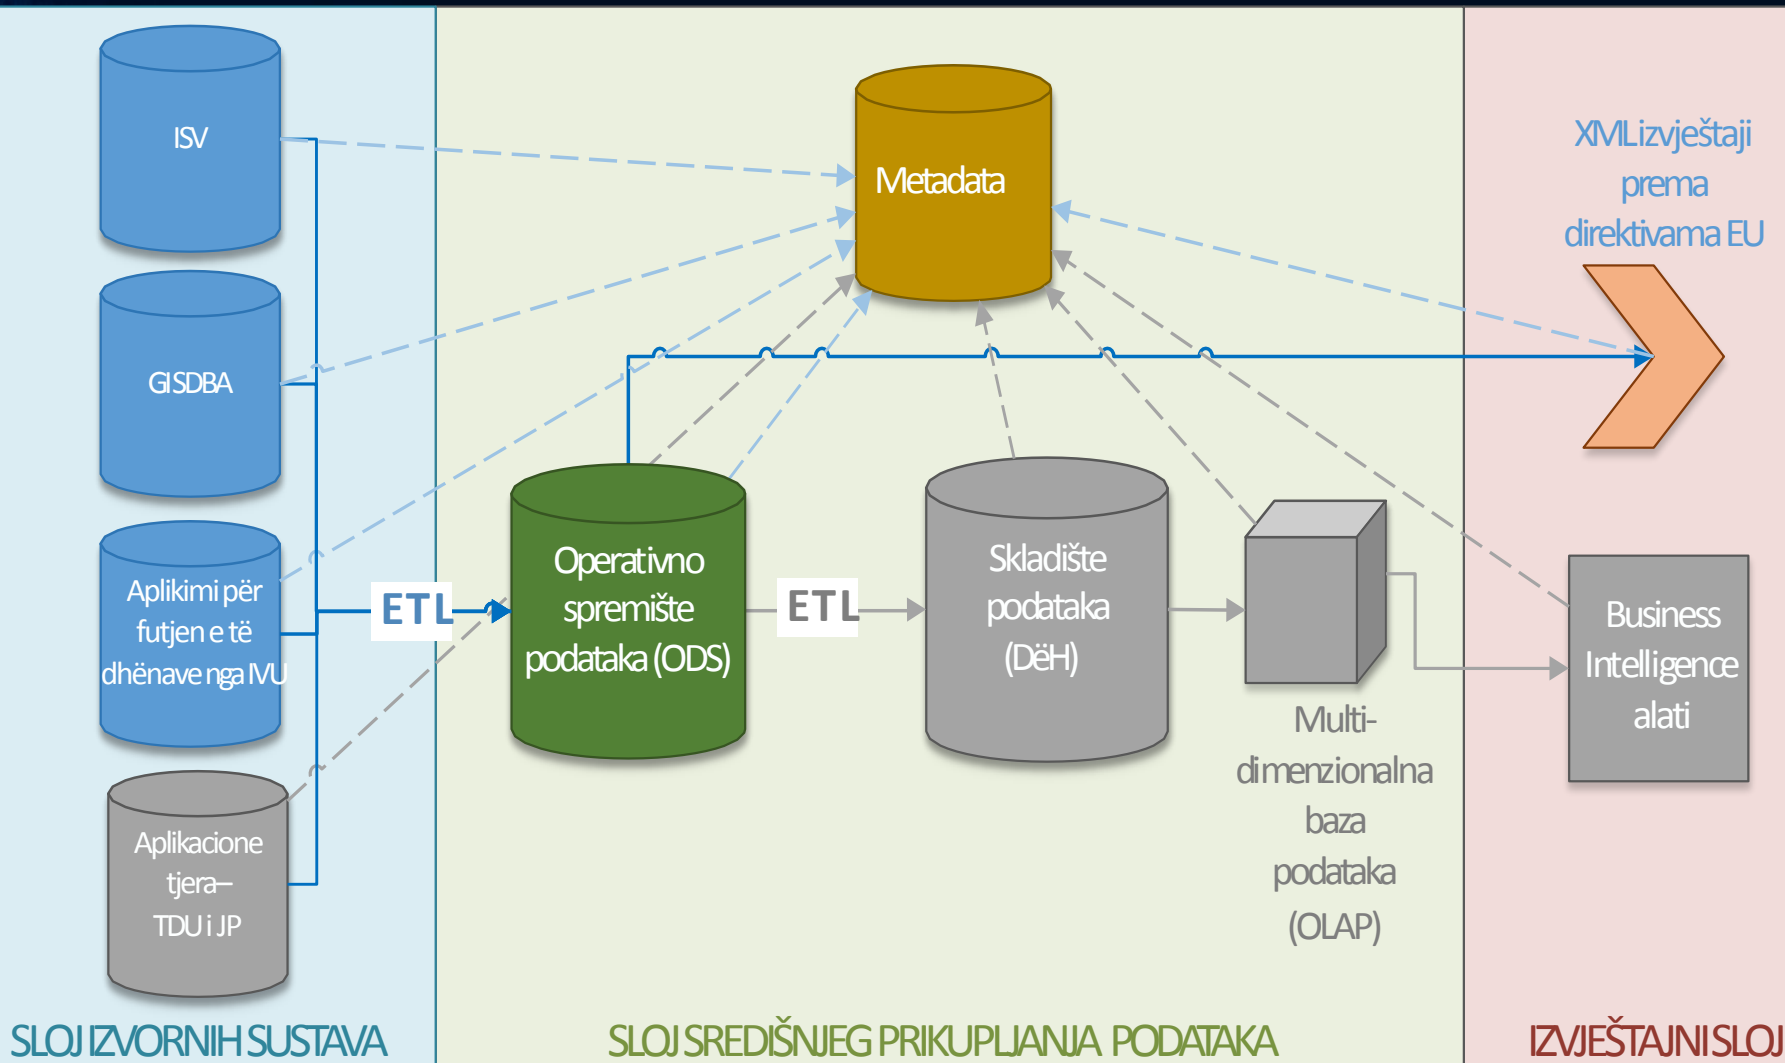 ISV
GISDBA
Aplikimi për
futjen e të
dhënave nga IVU
Aplikacione
tjera–
TDU i JP
SLOJ IZVORNIH SUSTAVA
Metadata
ETL
Operativno
spremište
podataka (ODS)
ETL
Skladište
podataka
(DëH)
Multi-
dimenzionalna
baza
podataka
(OLAP)
SLOJ SREDIŠNJEG PRIKUPLJANJA PODATAKA
XML izvještaji
prema
direktivama EU
Business
Intelligence
alati
IZVJEŠTAJNI SLOJ